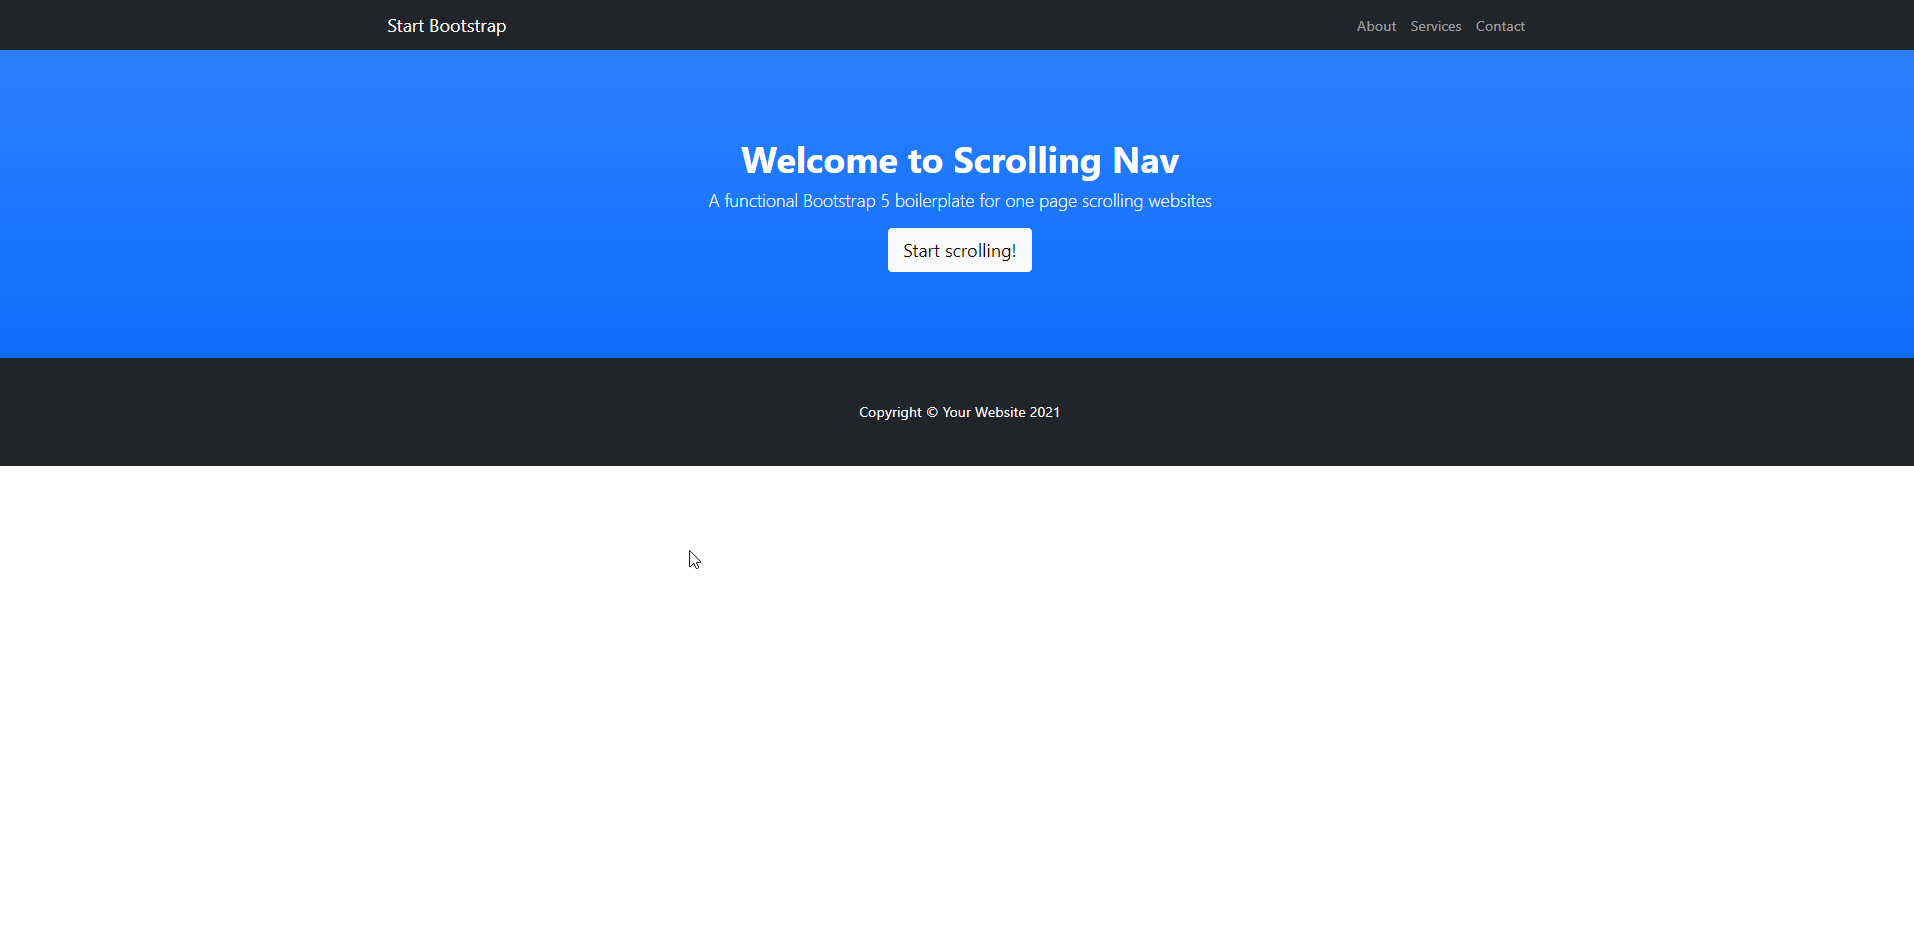 Start Bootstrap
About Services Contact
Welcome to Scrolling Nav
A functional Bootstrap 5 boilerplate for one page scrolling websites
Start scrolling!
Copyright © Your Website 2021